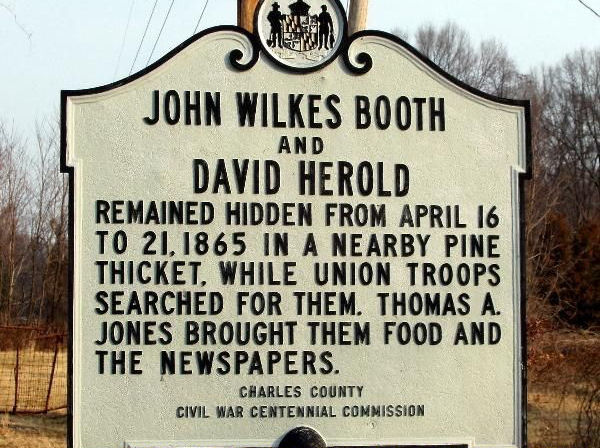 JOHN WILKES BOOTH
AND
DAVID HEROLD
REMAINED HIDDEN FROM APRIL 16
TO 21, 1865 IN A NEARBY PINE
THICKET, WHILE UNION TROOPS
SEARCHED FOR THEM. THOMAS A.
JONES BROUGHT THEM FOOD AND
THE NEWSPAPERS.
CHARLES COUNTY
CIVIL WAR CENTENNIAL COMMISSION